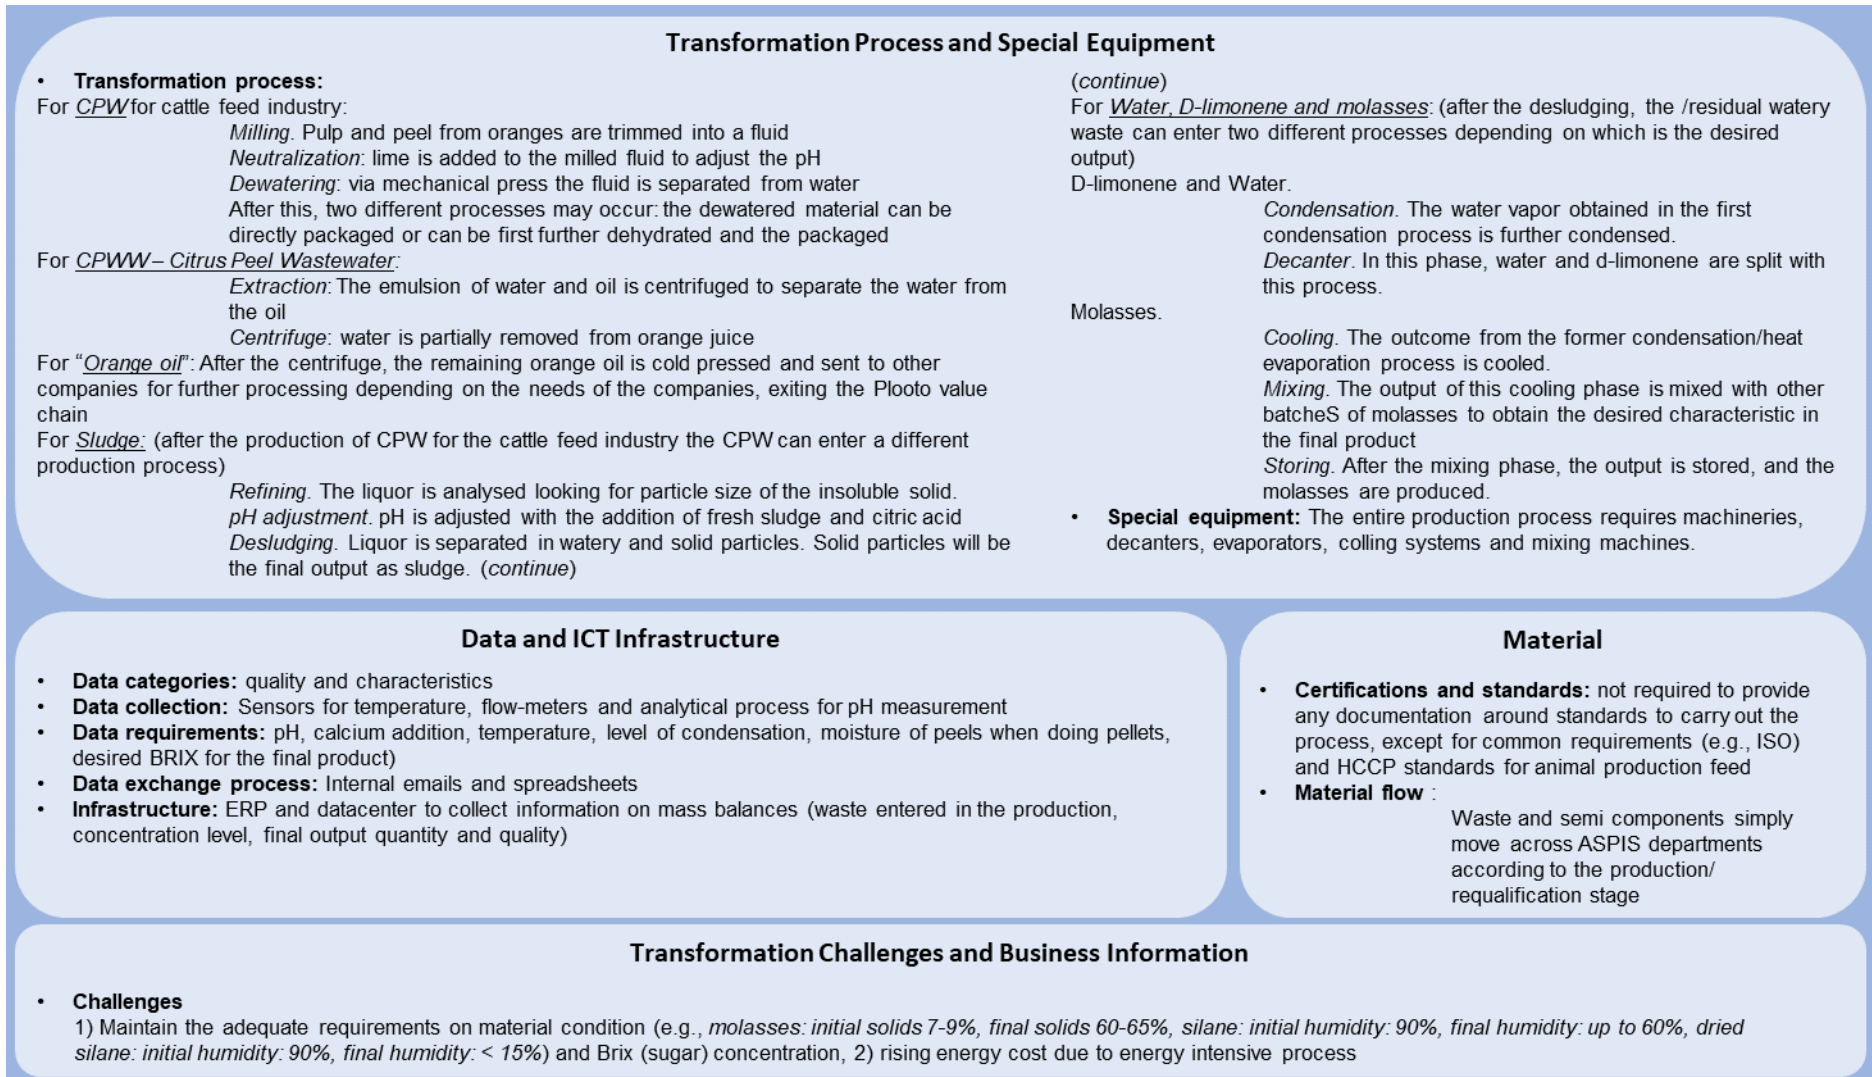 Transformation Process and Special Equipment
• Transformation process:
For CPW for cattle feed industry:
Milling. Pulp and peel from oranges are trimmed into a fluid
Neutralization: lime is added to the milled fluid to adjust the pH
Dewatering: via mechanical press the fluid is separated from water
After this, two different processes may occur: the dewatered material can be
directly packaged or can be first further dehydrated and the packaged
For CPWW – Citrus Peel Wastewater:
Extraction: The emulsion of water and oil is centrifuged to separate the water from
the oil
Centrifuge: water is partially removed from orange juice
For “Orange oil”: After the centrifuge, the remaining orange oil is cold pressed and sent to other
companies for further processing depending on the needs of the companies, exiting the Plooto value
chain
For Sludge: (after the production of CPW for the cattle feed industry the CPW can enter a different
production process)
Refining. The liquor is analysed looking for particle size of the insoluble solid.
pH adjustment. pH is adjusted with the addition of fresh sludge and citric acid
Desludging. Liquor is separated in watery and solid particles. Solid particles will be
the final output as sludge. (continue)
(continue)
For Water, D-limonene and molasses: (after the desludging, the /residual watery
waste can enter two different processes depending on which is the desired
output)
D-limonene and Water.
Condensation. The water vapor obtained in the first
condensation process is further condensed.
Decanter. In this phase, water and d-limonene are split with
this process.
Molasses.
Cooling. The outcome from the former condensation/heat
evaporation process is cooled.
Mixing. The output of this cooling phase is mixed with other
batcheS of molasses to obtain the desired characteristic in
the final product
Storing. After the mixing phase, the output is stored, and the
molasses are produced.
• Special equipment: The entire production process requires machineries,
decanters, evaporators, colling systems and mixing machines.
Data and ICT Infrastructure
• Data categories: quality and characteristics
• Data collection: Sensors for temperature, flow-meters and analytical process for pH measurement
• Data requirements: pH, calcium addition, temperature, level of condensation, moisture of peels when doing pellets,
desired BRIX for the final product)
• Data exchange process: Internal emails and spreadsheets
• Infrastructure: ERP and datacenter to collect information on mass balances (waste entered in the production,
concentration level, final output quantity and quality)
Material
• Certifications and standards: not required to provide
any documentation around standards to carry out the
process, except for common requirements (e.g., ISO)
and HCCP standards for animal production feed
• Material flow :
Waste and semi components simply
move across ASPIS departments
according to the production/
requalification stage
Transformation Challenges and Business Information
• Challenges
1) Maintain the adequate requirements on material condition (e.g., molasses: initial solids 7-9%, final solids 60-65%, silane: initial humidity: 90%, final humidity: up to 60%, dried
silane: initial humidity: 90%, final humidity: < 15%) and Brix (sugar) concentration, 2) rising energy cost due to energy intensive process